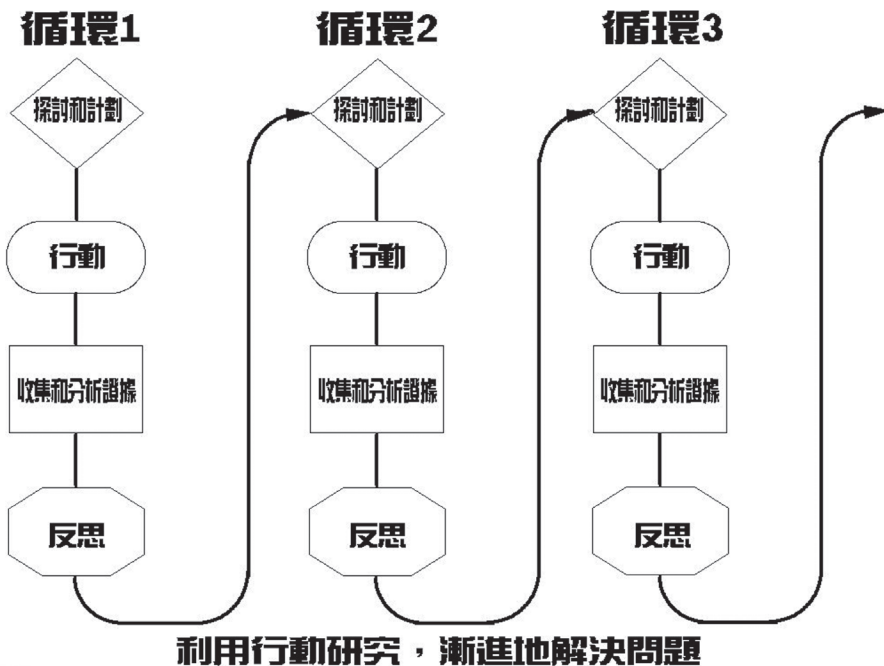 循環1
探討和計劃
行動
收集和分析證據
反思
循環2
探討和計劃
行動
收集和分析證據
反思
循環3
探討和計劃
行動
收集和分析證據
反思
利用行動研究，漸進地解決問題